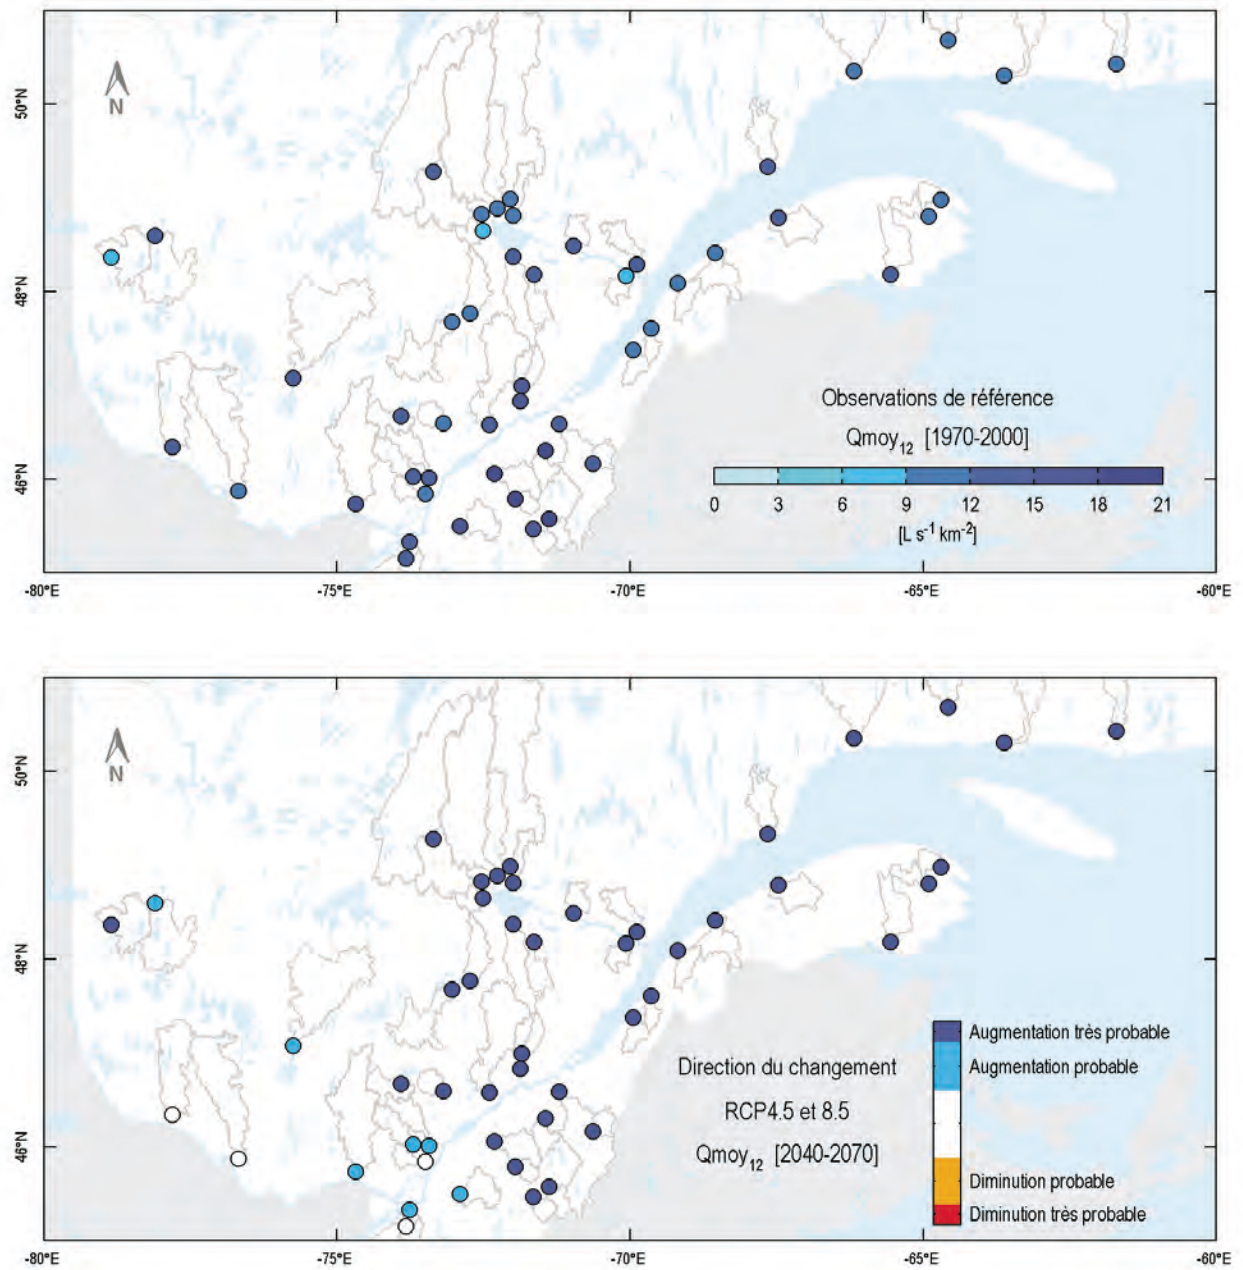 50°N
48°N
46°N
N
Observations de référence
Qmoy12 [1970-2000]
0 3 6 9 12 15 18 21
[L s-1 km-2]
-80°E -75°E -70°E -65°E -60°E
50°N
48°N
46°N
N
Direction du changement
RCP4.5 et 8.5
Qmoy12 [2040-2070]
Augmentation très probable
Augmentation probable
Diminution probable
Diminution très probable
-80°E -75°E -70°E -65°E -60°E